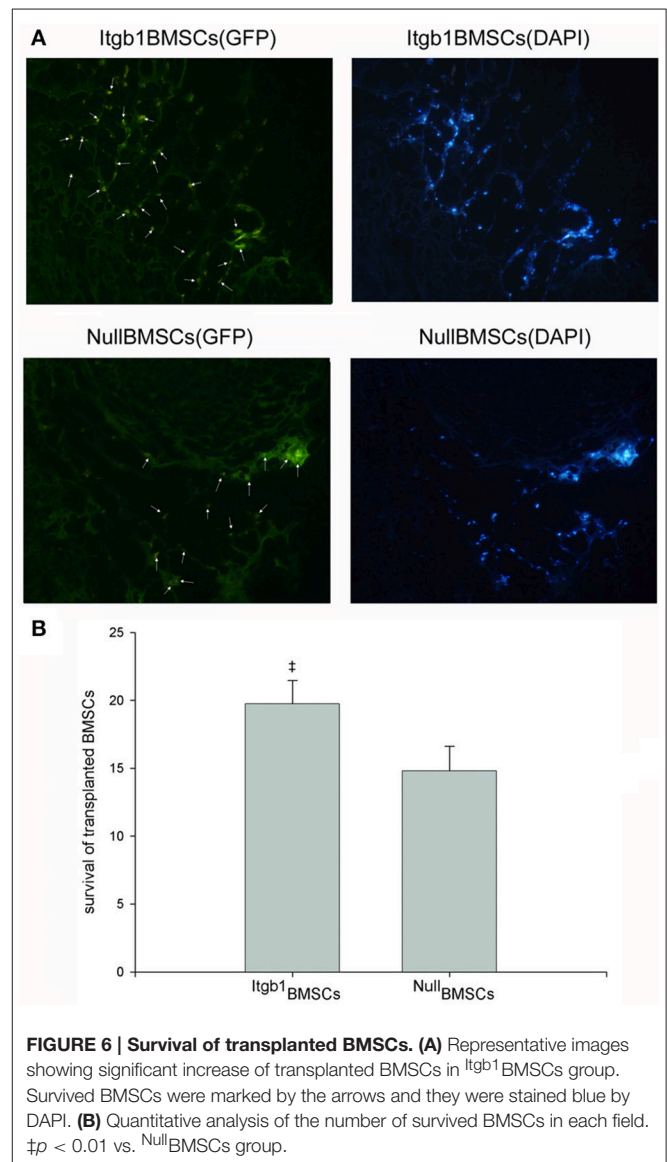 A
Itgb1BMSCs(GFP) Itgb1BMSCs(DAPI)
NullBMSCs(GFP) NullBMSCs(DAPI)
B
survival of transplanted BMSCs
25
20
15
10
5
0
‡
Itgb1BMSCs NullBMSCs
FIGURE 6 | Survival of transplanted BMSCs. (A) Representative images
showing significant increase of transplanted BMSCs in Itgb1BMSCs group.
Survived BMSCs were marked by the arrows and they were stained blue by
DAPI. (B) Quantitative analysis of the number of survived BMSCs in each field.
‡p < 0.01 vs. NullBMSCs group.